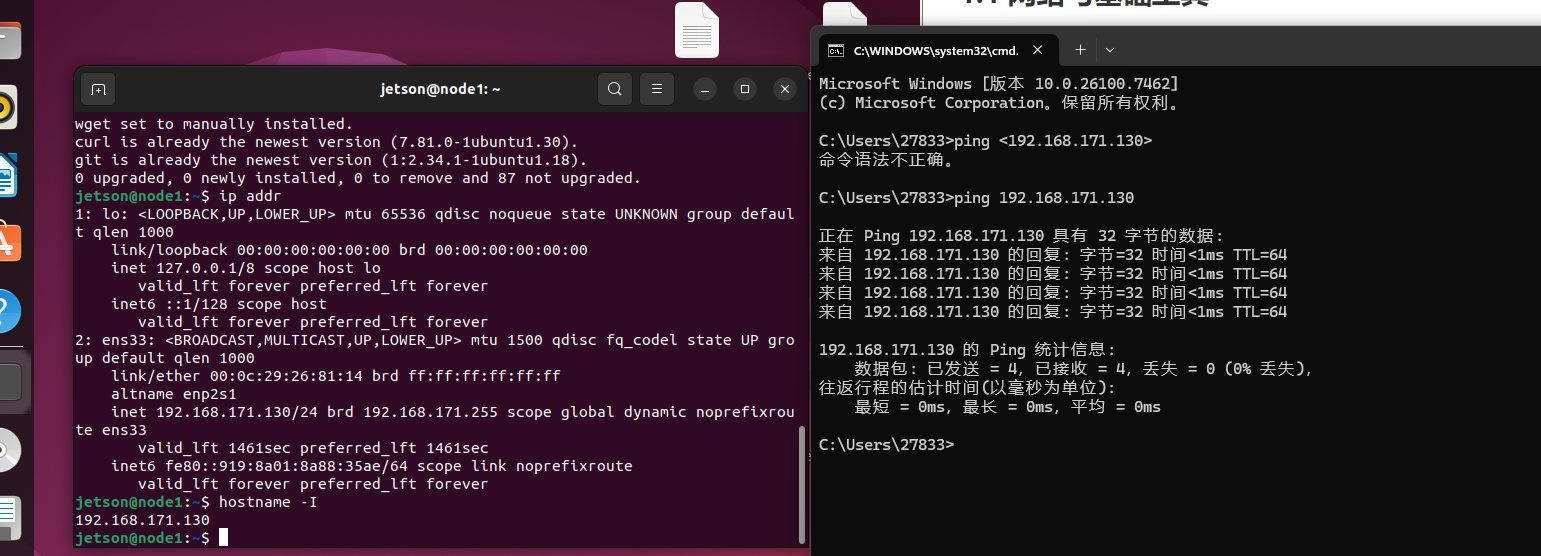 jetson@node1: ~
wget set to manually installed.
curl is already the newest version (7.81.0-1ubuntu1.30).
git is already the newest version (1:2.34.1-1ubuntu1.18).
0 upgraded, 0 newly installed, 0 to remove and 87 not upgraded.
jetson@node1:~$ ip addr
1: lo: <LOOPBACK,UP,LOWER_UP> mtu 65536 qdisc noqueue state UNKNOWN group defaul
t qlen 1000
    link/loopback 00:00:00:00:00:00 brd 00:00:00:00:00:00
    inet 127.0.0.1/8 scope host lo
       valid_lft forever preferred_lft forever
    inet6 ::1/128 scope host
       valid_lft forever preferred_lft forever
2: ens33: <BROADCAST,MULTICAST,UP,LOWER_UP> mtu 1500 qdisc fq_codel state UP gro
up default qlen 1000
    link/ether 00:0c:29:26:81:14 brd ff:ff:ff:ff:ff:ff
    altname enp2s1
    inet 192.168.171.130/24 brd 192.168.171.255 scope global dynamic noprefixrou
te ens33
       valid_lft 1461sec preferred_lft 1461sec
    inet6 fe80::919:8a01:8a88:35ae/64 scope link noprefixroute
       valid_lft forever preferred_lft forever
jetson@node1:~$ hostname -I
192.168.171.130
jetson@node1:~$
C:\WINDOWS\system32\cmd.
Microsoft Windows [版本 10.0.26100.7462]
(c) Microsoft Corporation。保留所有权利。
C:\Users\27833>ping <192.168.171.130>
命令语法不正确。
C:\Users\27833>ping 192.168.171.130
正在 Ping 192.168.171.130 具有 32 字节的数据:
来自 192.168.171.130 的回复: 字节=32 时间<1ms TTL=64
来自 192.168.171.130 的回复: 字节=32 时间<1ms TTL=64
来自 192.168.171.130 的回复: 字节=32 时间<1ms TTL=64
来自 192.168.171.130 的回复: 字节=32 时间<1ms TTL=64
192.168.171.130 的 Ping 统计信息:
    数据包: 已发送 = 4，已接收 = 4，丢失 = 0 (0% 丢失)，
往返行程的估计时间(以毫秒为单位):
    最短 = 0ms，最长 = 0ms，平均 = 0ms
C:\Users\27833>